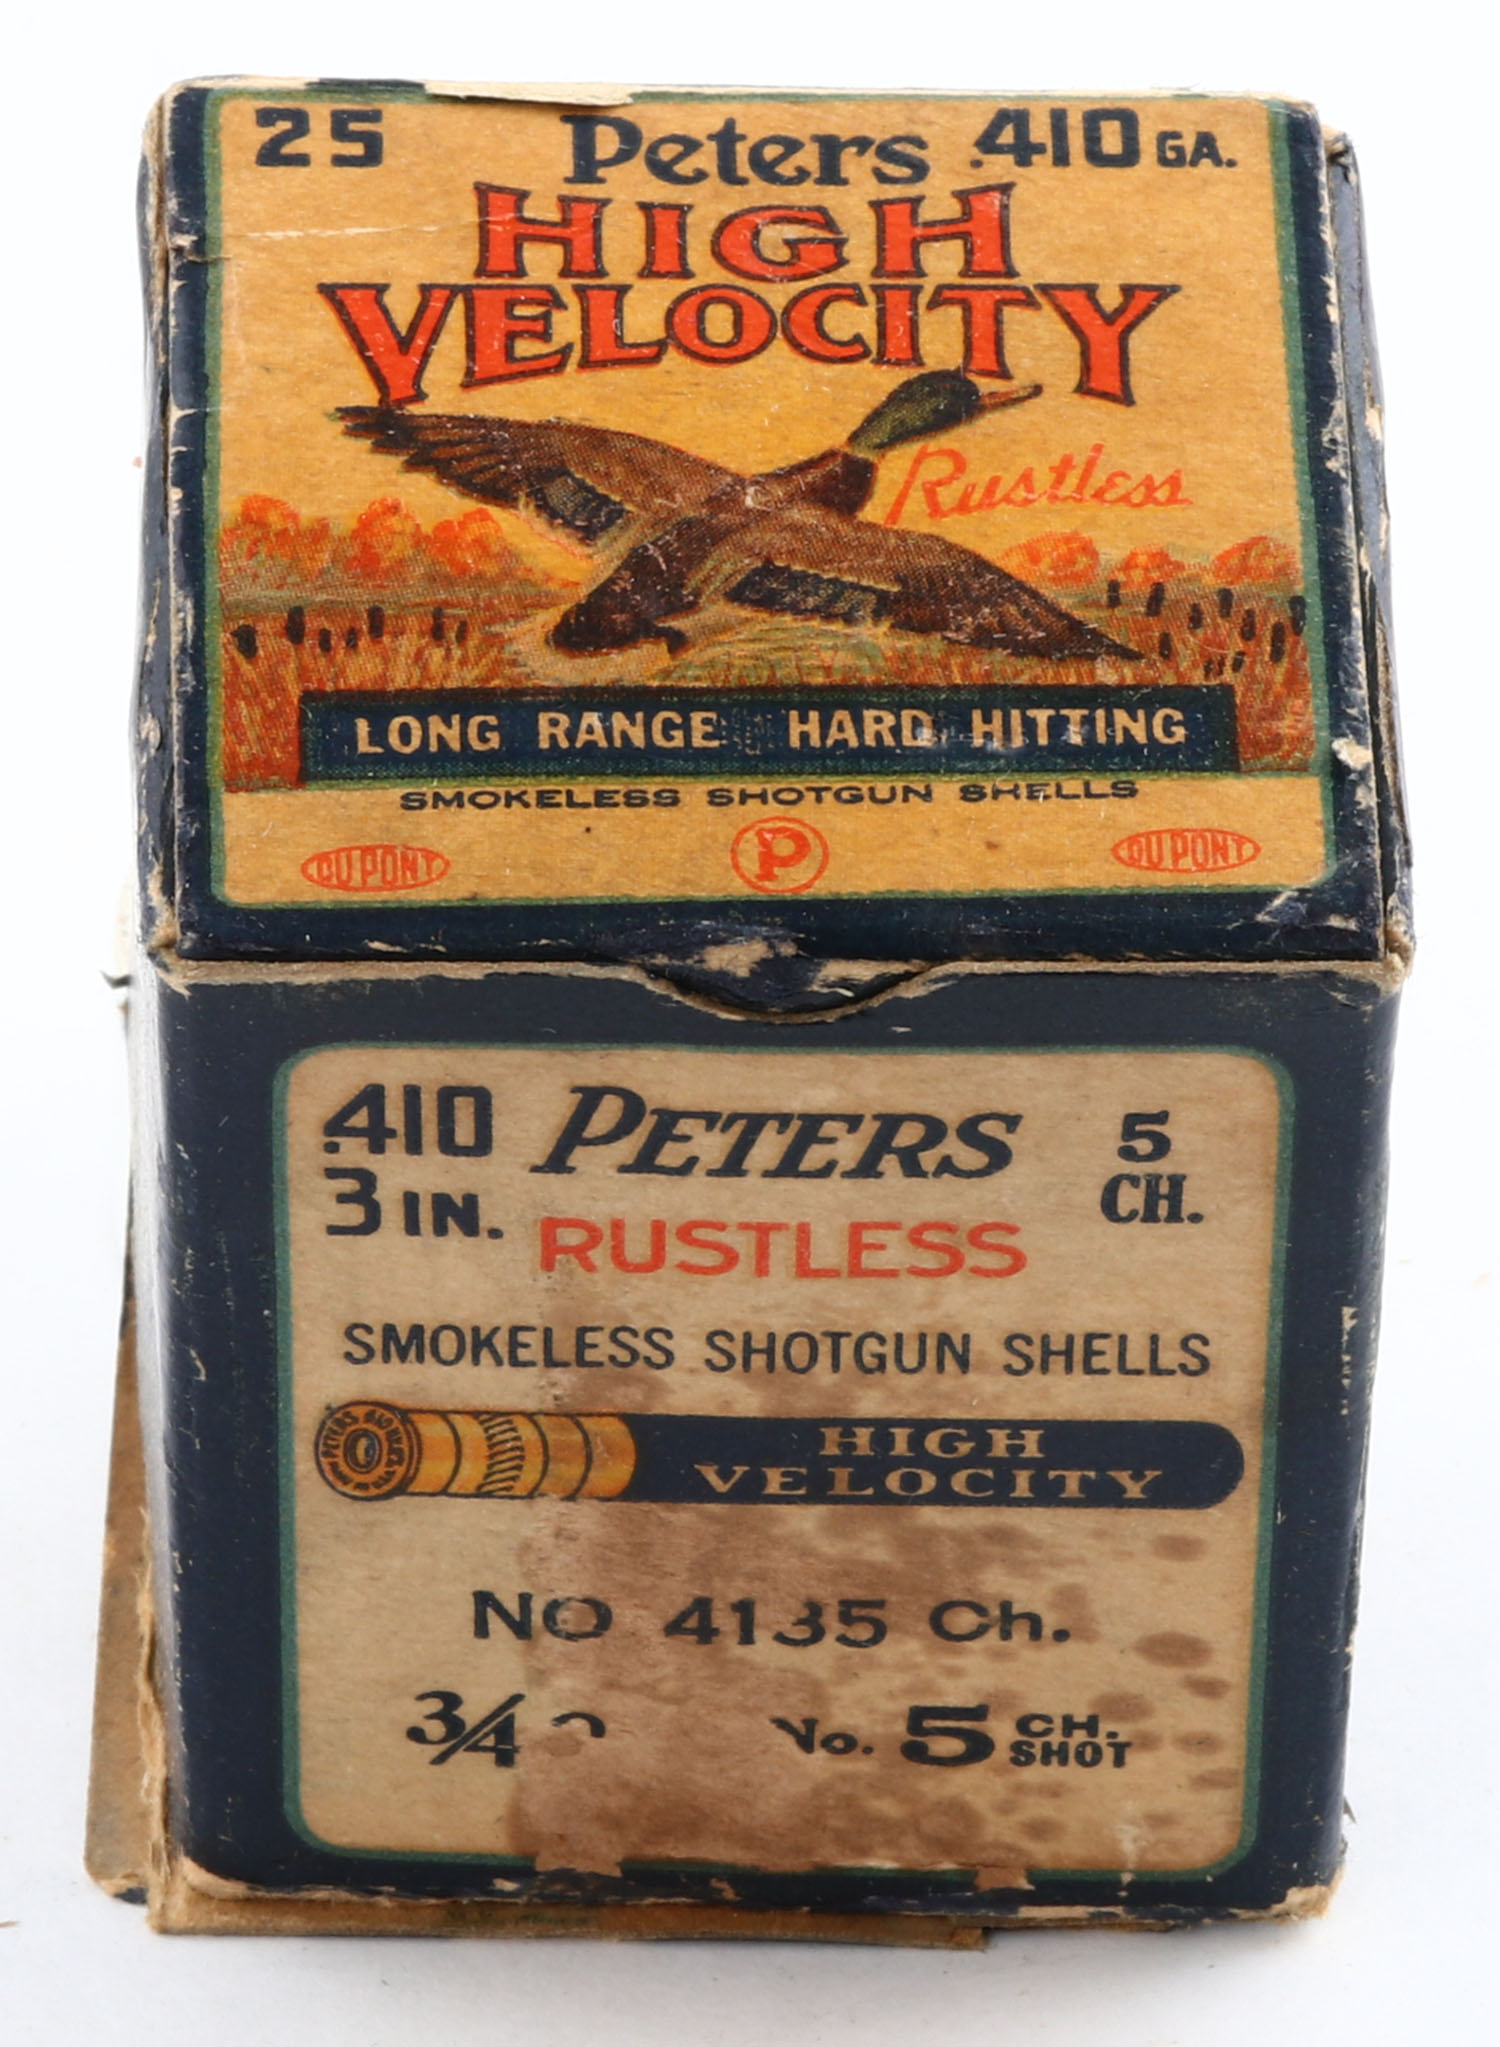 25 Peters .410 GA.
HIGH
VELOCITY
Rustless
LONG RANGE HARD HITTING
SMOKELESS SHOTGUN SHELLS
DU PONT P DU PONT
.410 PETERS 5
3 IN. CH.
RUSTLESS
SMOKELESS SHOTGUN SHELLS
HIGH
VELOCITY
NO 4135 Ch.
3/4 No. 5 CH.
SHOT